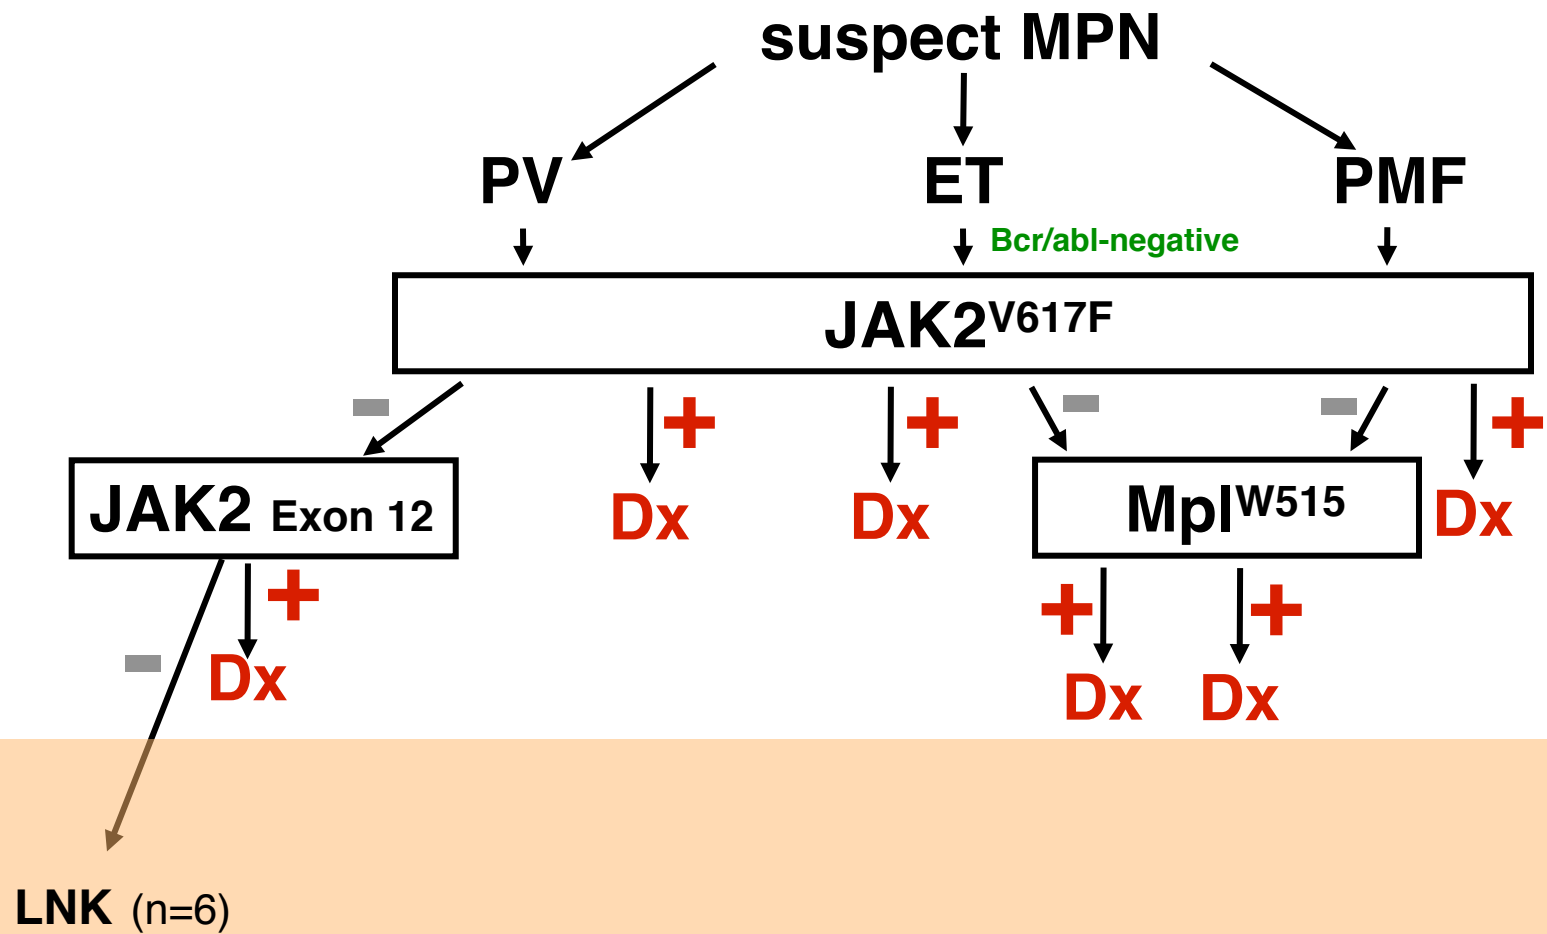 suspect MPN
PV ET PMF
Bcr/abl-negative
JAK2V617F
- + + - - +
JAK2 Exon 12 Dx Dx MplW515 Dx
+ + +
- Dx Dx Dx
LNK (n=6)